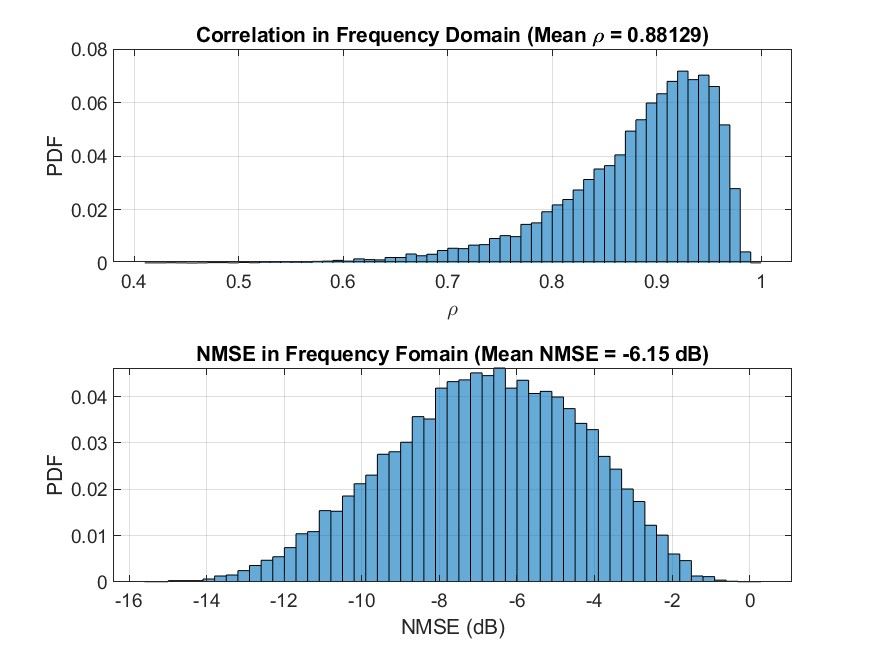 Correlation in Frequency Domain (Mean ρ = 0.88129)
0.08
0.06
0.04
0.02
0
PDF
0.4 0.5 0.6 0.7 0.8 0.9 1
ρ
NMSE in Frequency Fomain (Mean NMSE = -6.15 dB)
0.04
0.03
0.02
0.01
0
PDF
-16 -14 -12 -10 -8 -6 -4 -2 0
NMSE (dB)